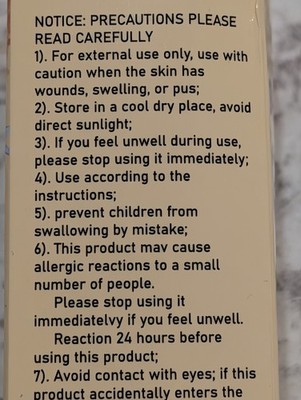 NOTICE: PRECAUTIONS PLEASE
READ CAREFULLY
1). For external use only, use with
caution when the skin has
wounds, swelling, or pus;
2). Store in a cool dry place, avoid
direct sunlight;
3). If you feel unwell during use,
please stop using it immediately;
4). Use according to the
instructions;
5). prevent children from
swallowing by mistake;
6). This product mav cause
allergic reactions to a small
number of people.
Please stop using it
immediatelvy if you feel unwell.
Reaction 24 hours before
using this product;
7). Avoid contact with eyes; if this
product accidentally enters the